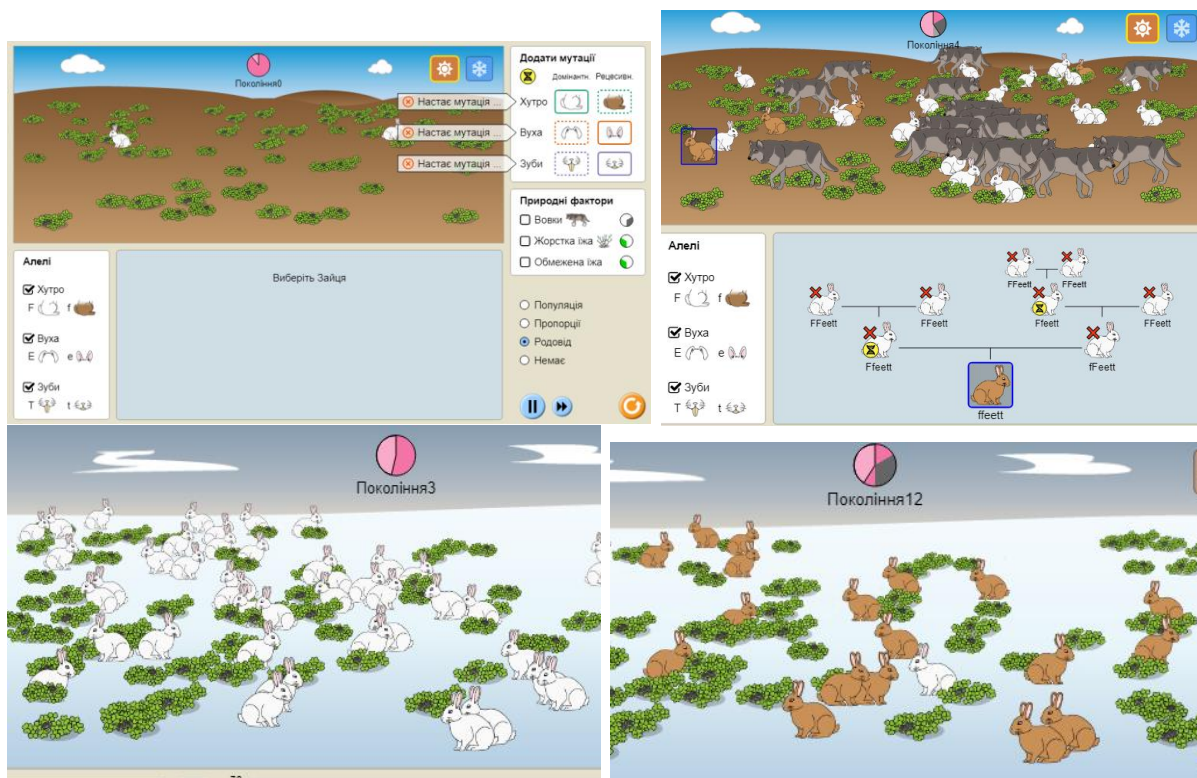 Покоління0
Настає мутація ...
Настає мутація ...
Настає мутація ...
Додати мутації
Домінантн. Рецесивн.
Хутро
Вуха
Зуби
Природні фактори
Вовки
Жорстка їжа
Обмежена їжа
Популяція
Пропорції
Родовід
Немає
Алелі
Хутро
F f
Вуха
E e
Зуби
T t
Виберіть Зайця
Покоління4
Алелі
Хутро
F f
Вуха
E e
Зуби
T t
FFeett FFeett
FFeett FFeett Ffeett FFeett
Ffeett fFeett
ffeett
Покоління3
Покоління12